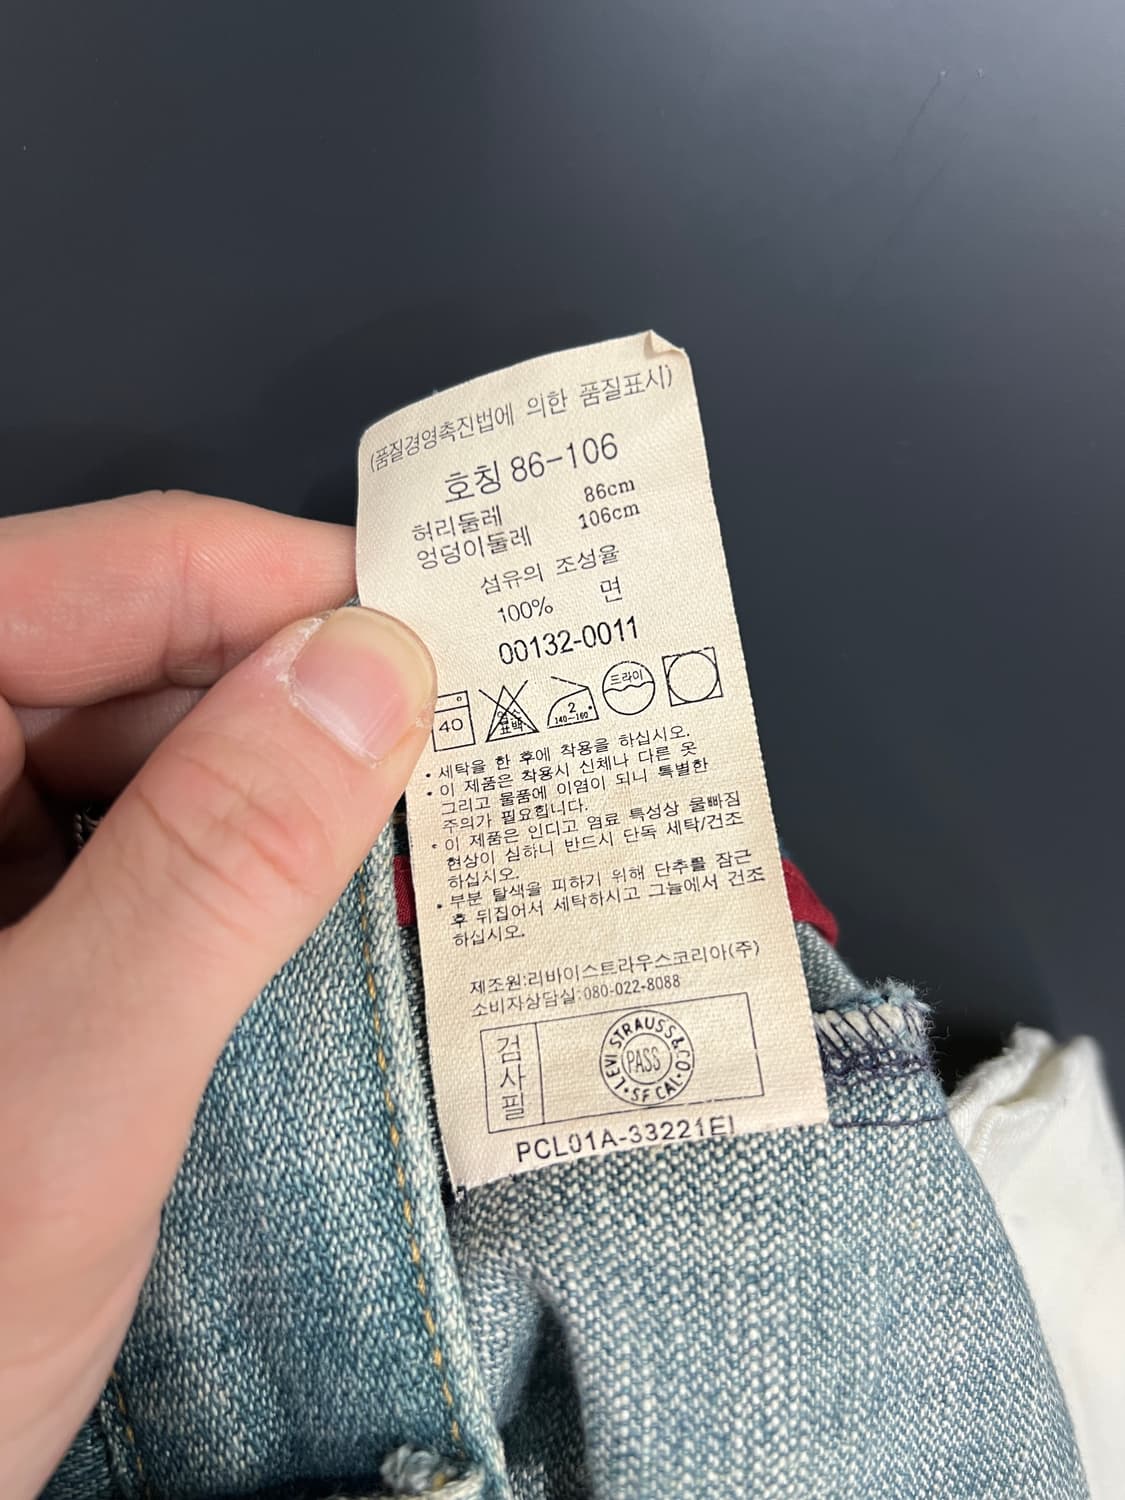 (품질경영촉진법에 의한 품질표시)
호칭 86-106
허리둘레 86cm
엉덩이둘레 106cm
섬유의 조성율
100% 면
00132-0011
40
염소
표백
2
140~160
드라이
• 세탁을 한 후에 착용을 하십시오.
• 이 제품은 착용시 신체나 다른 옷
그리고 물품에 이염이 되니 특별한
주의가 필요합니다.
• 이 제품은 인디고 염료 특성상 물빠짐
현상이 심하니 반드시 단독 세탁/건조
하십시오.
• 부분 탈색을 피하기 위해 단추를 잠근
후 뒤집어서 세탁하시고 그늘에서 건조
하십시오.
제조원:리바이스트라우스코리아(주)
소비자상담실:080-022-8088
검사필
LEVI STRAUSS & CO
PASS
SF CAL
PCL01A-33221EI